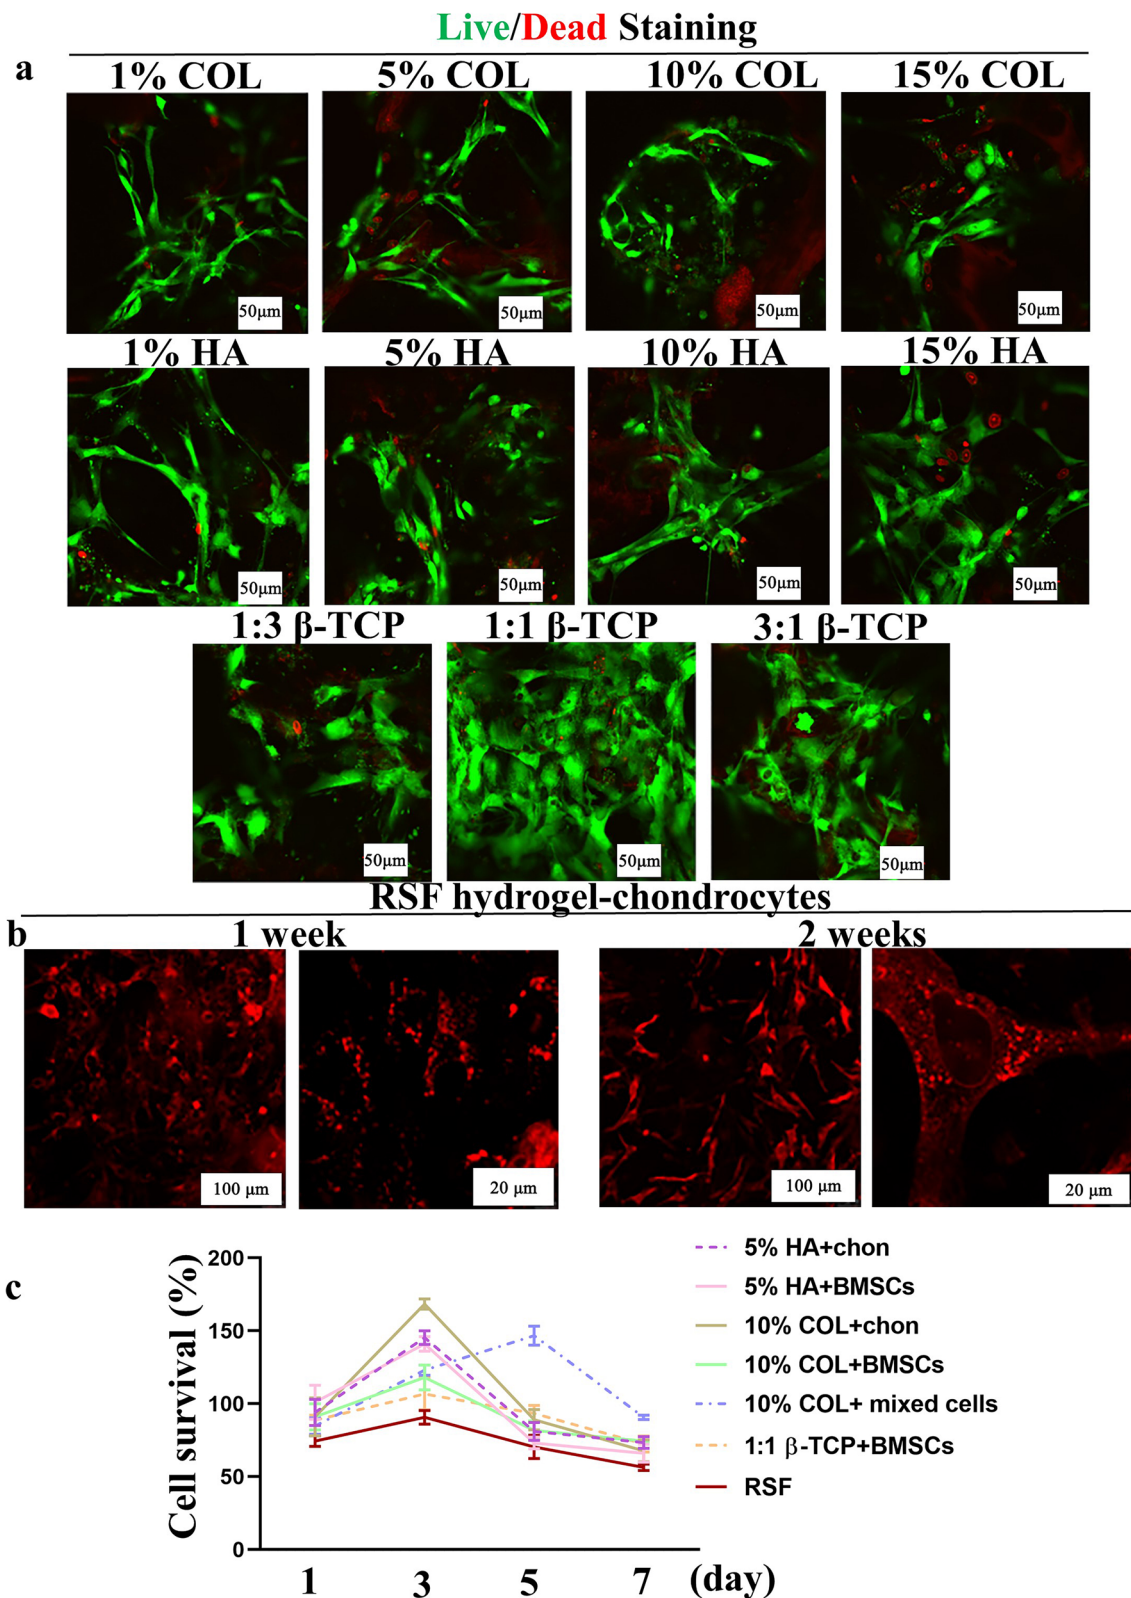 Live/Dead Staining
a
1% COL 5% COL 10% COL 15% COL
50μm 50μm 50μm 50μm
1% HA 5% HA 10% HA 15% HA
50μm 50μm 50μm 50μm
1:3 β-TCP 1:1 β-TCP 3:1 β-TCP
50μm 50μm 50μm
RSF hydrogel-chondrocytes
b
1 week 2 weeks
100 μm 20 μm 100 μm 20 μm
c
Cell survival (%)
200
150
100
50
0
1 3 5 7 (day)
5% HA+chon
5% HA+BMSCs
10% COL+chon
10% COL+BMSCs
10% COL+ mixed cells
1:1 β-TCP+BMSCs
RSF